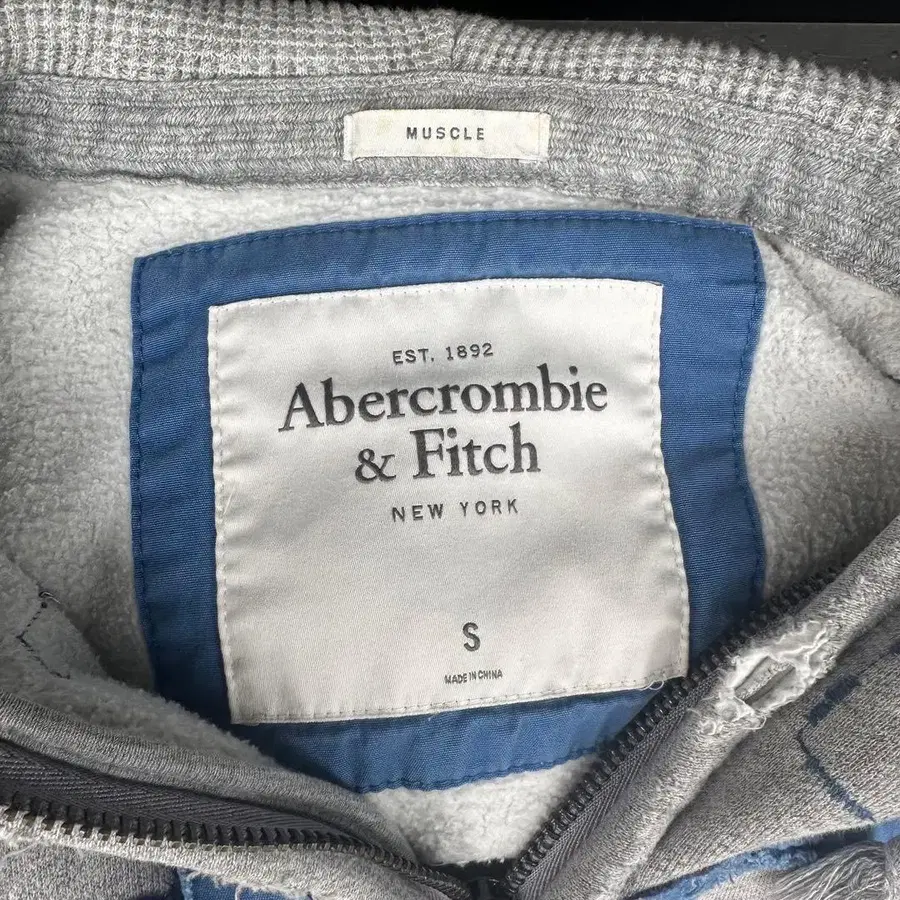 MUSCLE
EST. 1892
Abercrombie
& Fitch
NEW YORK
S
MADE IN CHINA